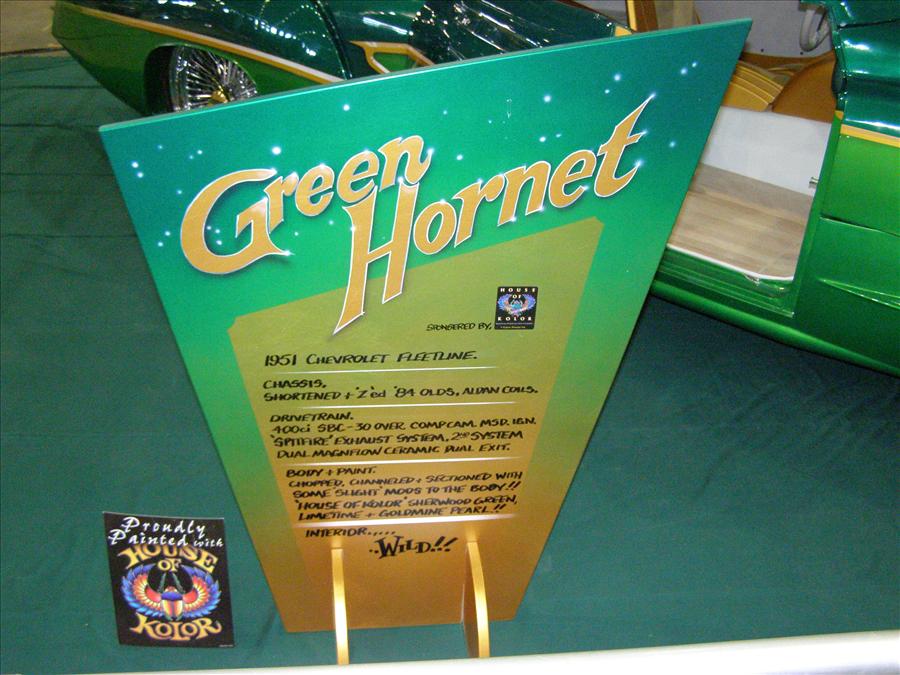 Green
Hornet
SPONSERED BY,
HOUSE
OF
KOLOR
1951 CHEVROLET FLEETLINE.
CHASSIS,
SHORTENED + 'Z'ed '84 OLDS, ALDAN COILS.
DRIVETRAIN.
400ci SBC-30 OVER COMP CAM. MSD. IGN.
'SPITFIRE' EXHAUST SYSTEM, 2ND SYSTEM
DUAL MAGNIFLOW CERAMIC DUAL EXIT.
BODY + PAINT.
CHOPPED, CHANNELED + SECTIONED WITH
SOME SLIGHT MODS TO THE BODY!!
'HOUSE OF KOLOR' SHERWOOD GREEN,
LIMETIME + GOLDMINE PEARL!!
INTERIOR.....
..WILD!!
Proudly
Painted with
HOUSE
OF
KOLOR